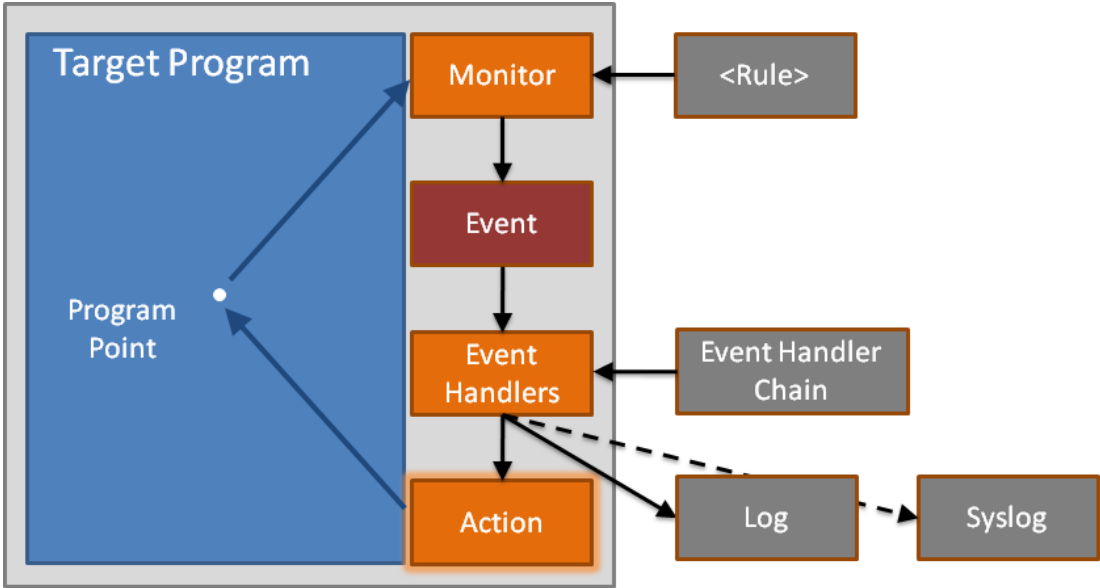 Target Program
Monitor
<Rule>
Event
Program
Point
Event
Handlers
Event Handler
Chain
Action
Log
Syslog